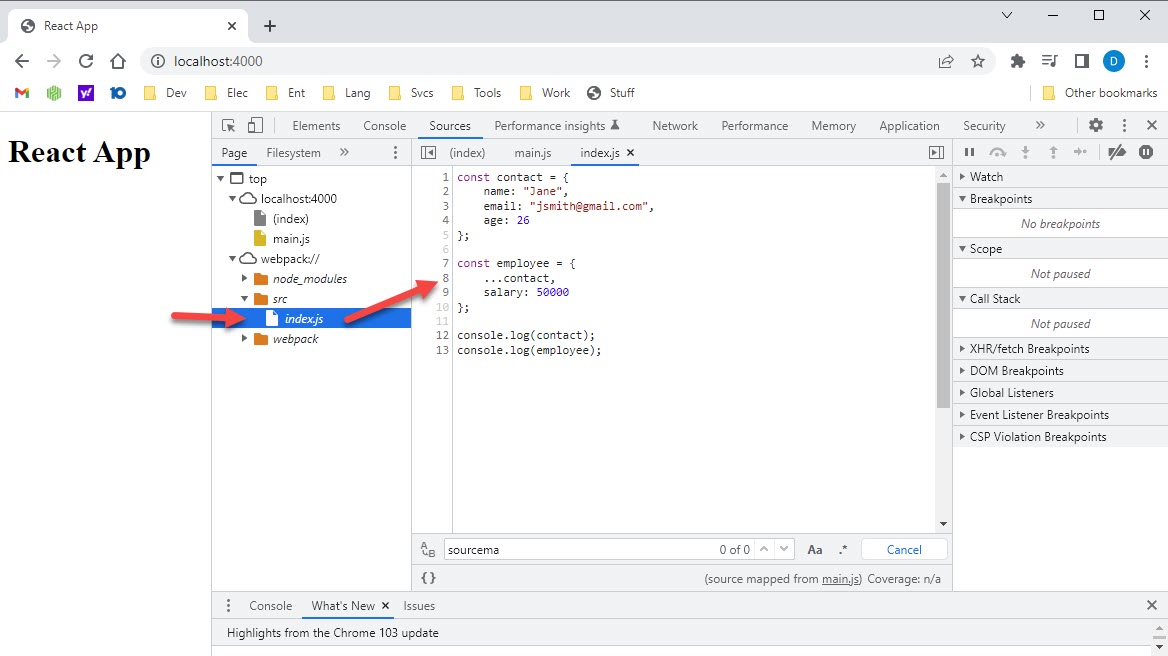 React App
localhost:4000
D
Dev
Elec
Ent
Lang
Svcs
Tools
Work
Stuff
Other bookmarks
React App
Elements
Console
Sources
Performance insights
Network
Performance
Memory
Application
Security
Page
Filesystem
(index)
main.js
index.js
top
localhost:4000
(index)
main.js
webpack://
node_modules
src
index.js
webpack
1 const contact = {
2     name: "Jane",
3     email: "jsmith@gmail.com",
4     age: 26
5 };
6
7 const employee = {
8     ...contact,
9     salary: 50000
10 };
11
12 console.log(contact);
13 console.log(employee);
Watch
Breakpoints
No breakpoints
Scope
Not paused
Call Stack
Not paused
XHR/fetch Breakpoints
DOM Breakpoints
Global Listeners
Event Listener Breakpoints
CSP Violation Breakpoints
sourcema
0 of 0
Aa
.*
Cancel
{}
(source mapped from main.js) Coverage: n/a
Console
What's New
Issues
Highlights from the Chrome 103 update